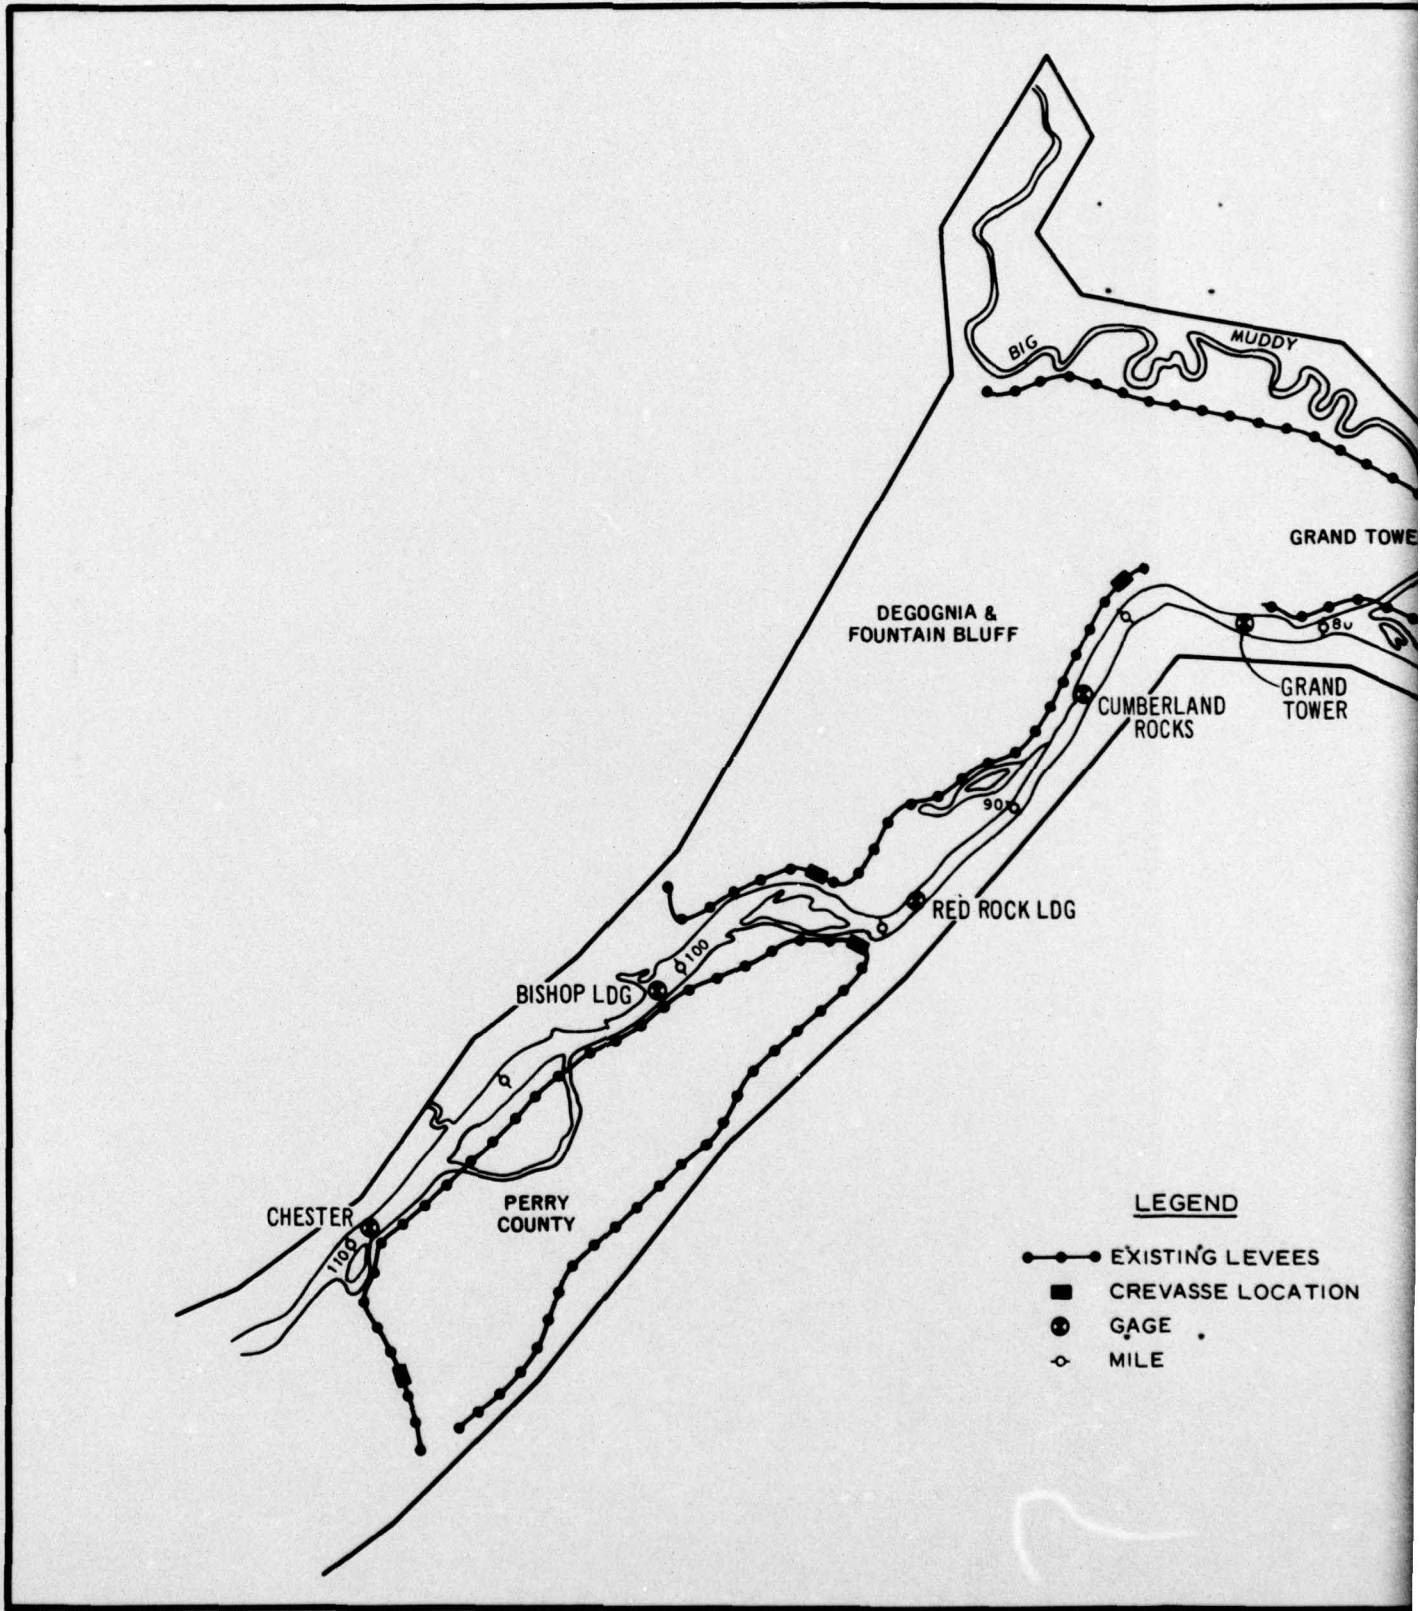 BIG
MUDDY
GRAND TOWE
DEGOGNIA &
FOUNTAIN BLUFF
80
GRAND
TOWER
CUMBERLAND
ROCKS
90
RED ROCK LDG
100
BISHOP LDG
PERRY
COUNTY
CHESTER
110
LEGEND
EXISTING LEVEES
CREVASSE LOCATION
GAGE
MILE